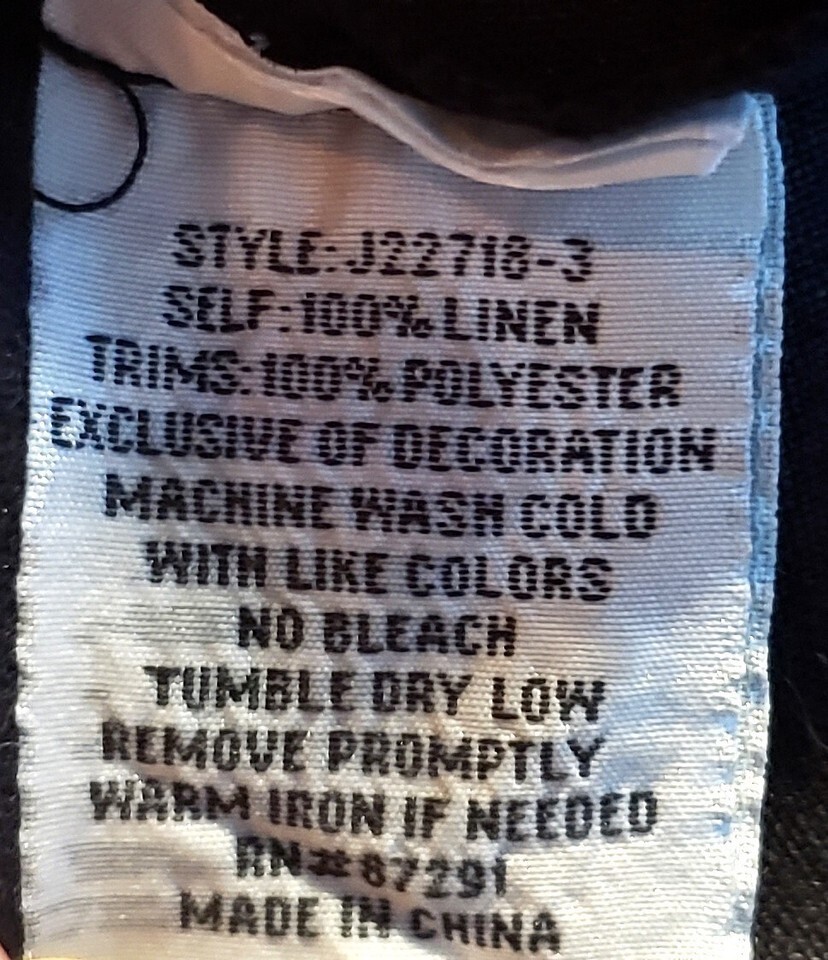 STYLE:J22718-3
SELF:100% LINEN
TRIMS:100% POLYESTER
EXCLUSIVE OF DECORATION
MACHINE WASH COLD
WITH LIKE COLORS
NO BLEACH
TUMBLE DRY LOW
REMOVE PROMPTLY
WARM IRON IF NEEDED
RN#87291
MADE IN CHINA